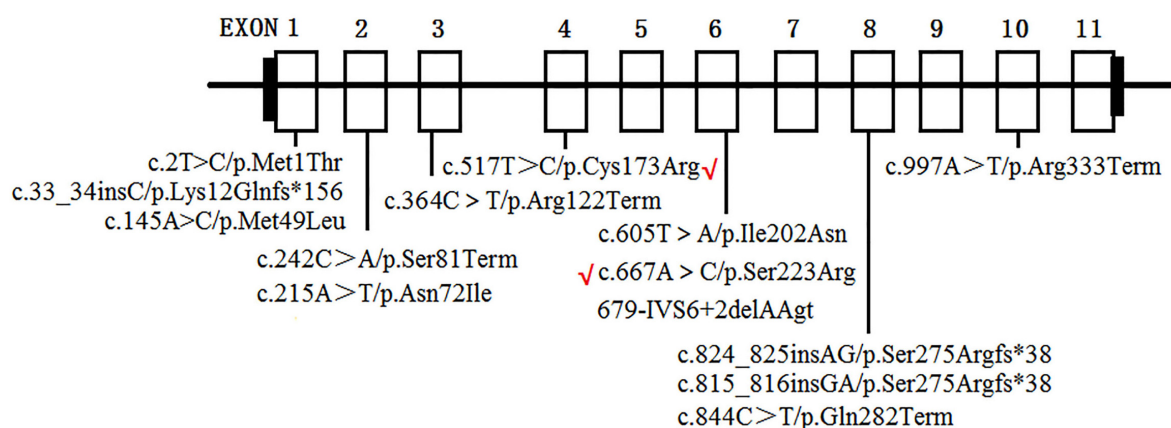 EXON 1 2 3 4 5 6 7 8 9 10 11
c.2T>C/p.Met1Thr
c.33_34insC/p.Lys12Glnfs*156
c.145A>C/p.Met49Leu
c.242C>A/p.Ser81Term
c.215A>T/p.Asn72Ile
c.364C > T/p.Arg122Term
c.517T>C/p.Cys173Arg √
c.605T > A/p.Ile202Asn
√ c.667A > C/p.Ser223Arg
679-IVS6+2delAAgt
c.824_825insAG/p.Ser275Argfs*38
c.815_816insGA/p.Ser275Argfs*38
c.844C>T/p.Gln282Term
c.997A>T/p.Arg333Term